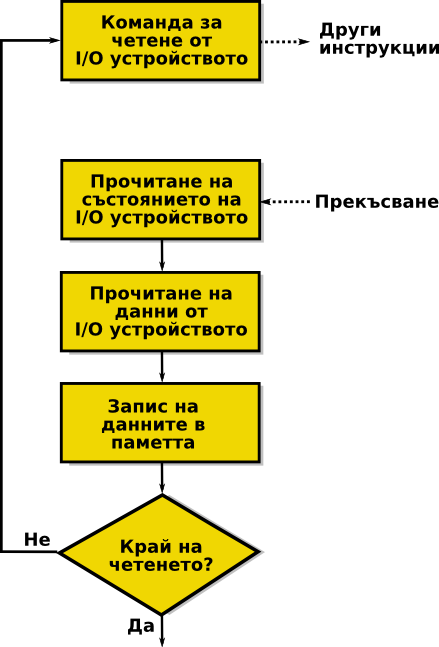 Команда за
четене от
I/O устройството
Други
инструкции
Прочитане на
състоянието на
I/O устройството
Прекъсване
Прочитане на
данни от
I/O устройството
Запис на
данните в
паметта
Край на
четенето?
Не
Да